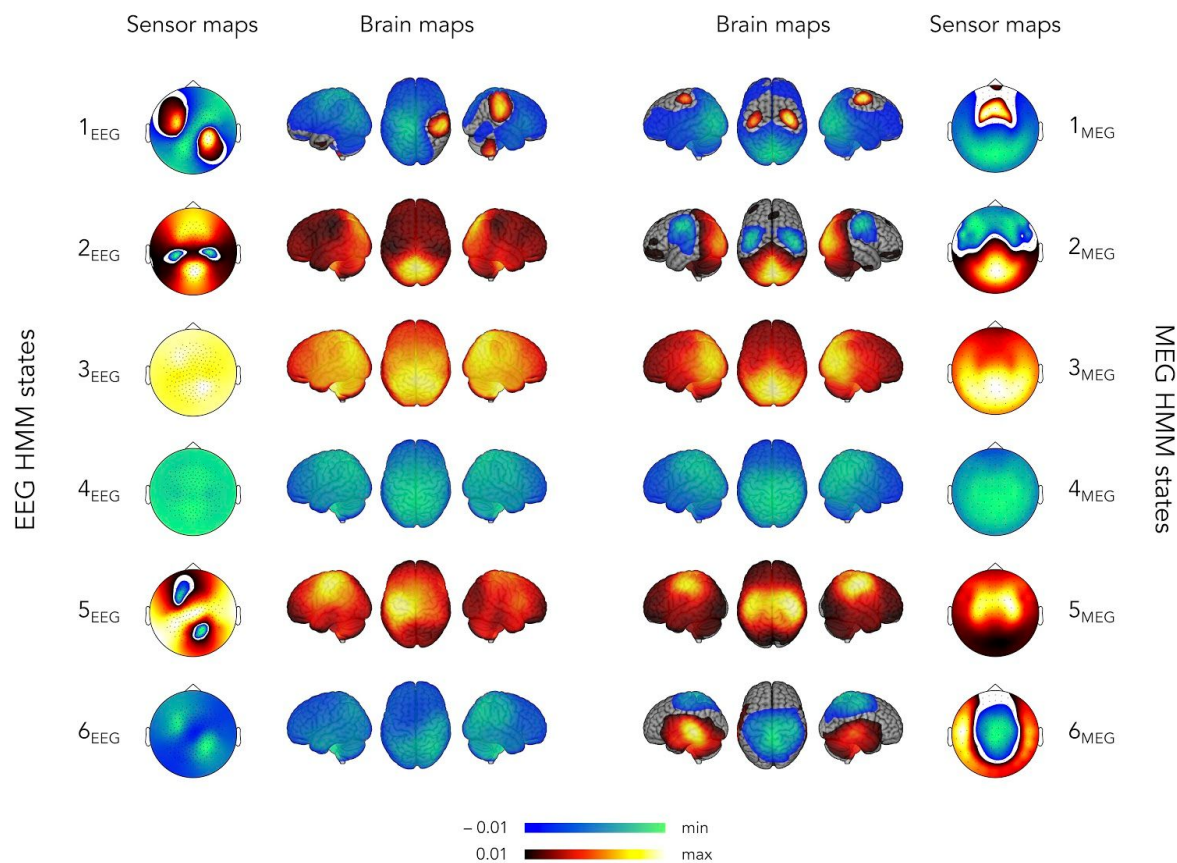 Sensor maps Brain maps Brain maps Sensor maps
1EEG 1MEG
2EEG 2MEG
3EEG 3MEG
4EEG 4MEG
5EEG 5MEG
6EEG 6MEG
EEG HMM states
MEG HMM states
– 0.01 min
0.01 max